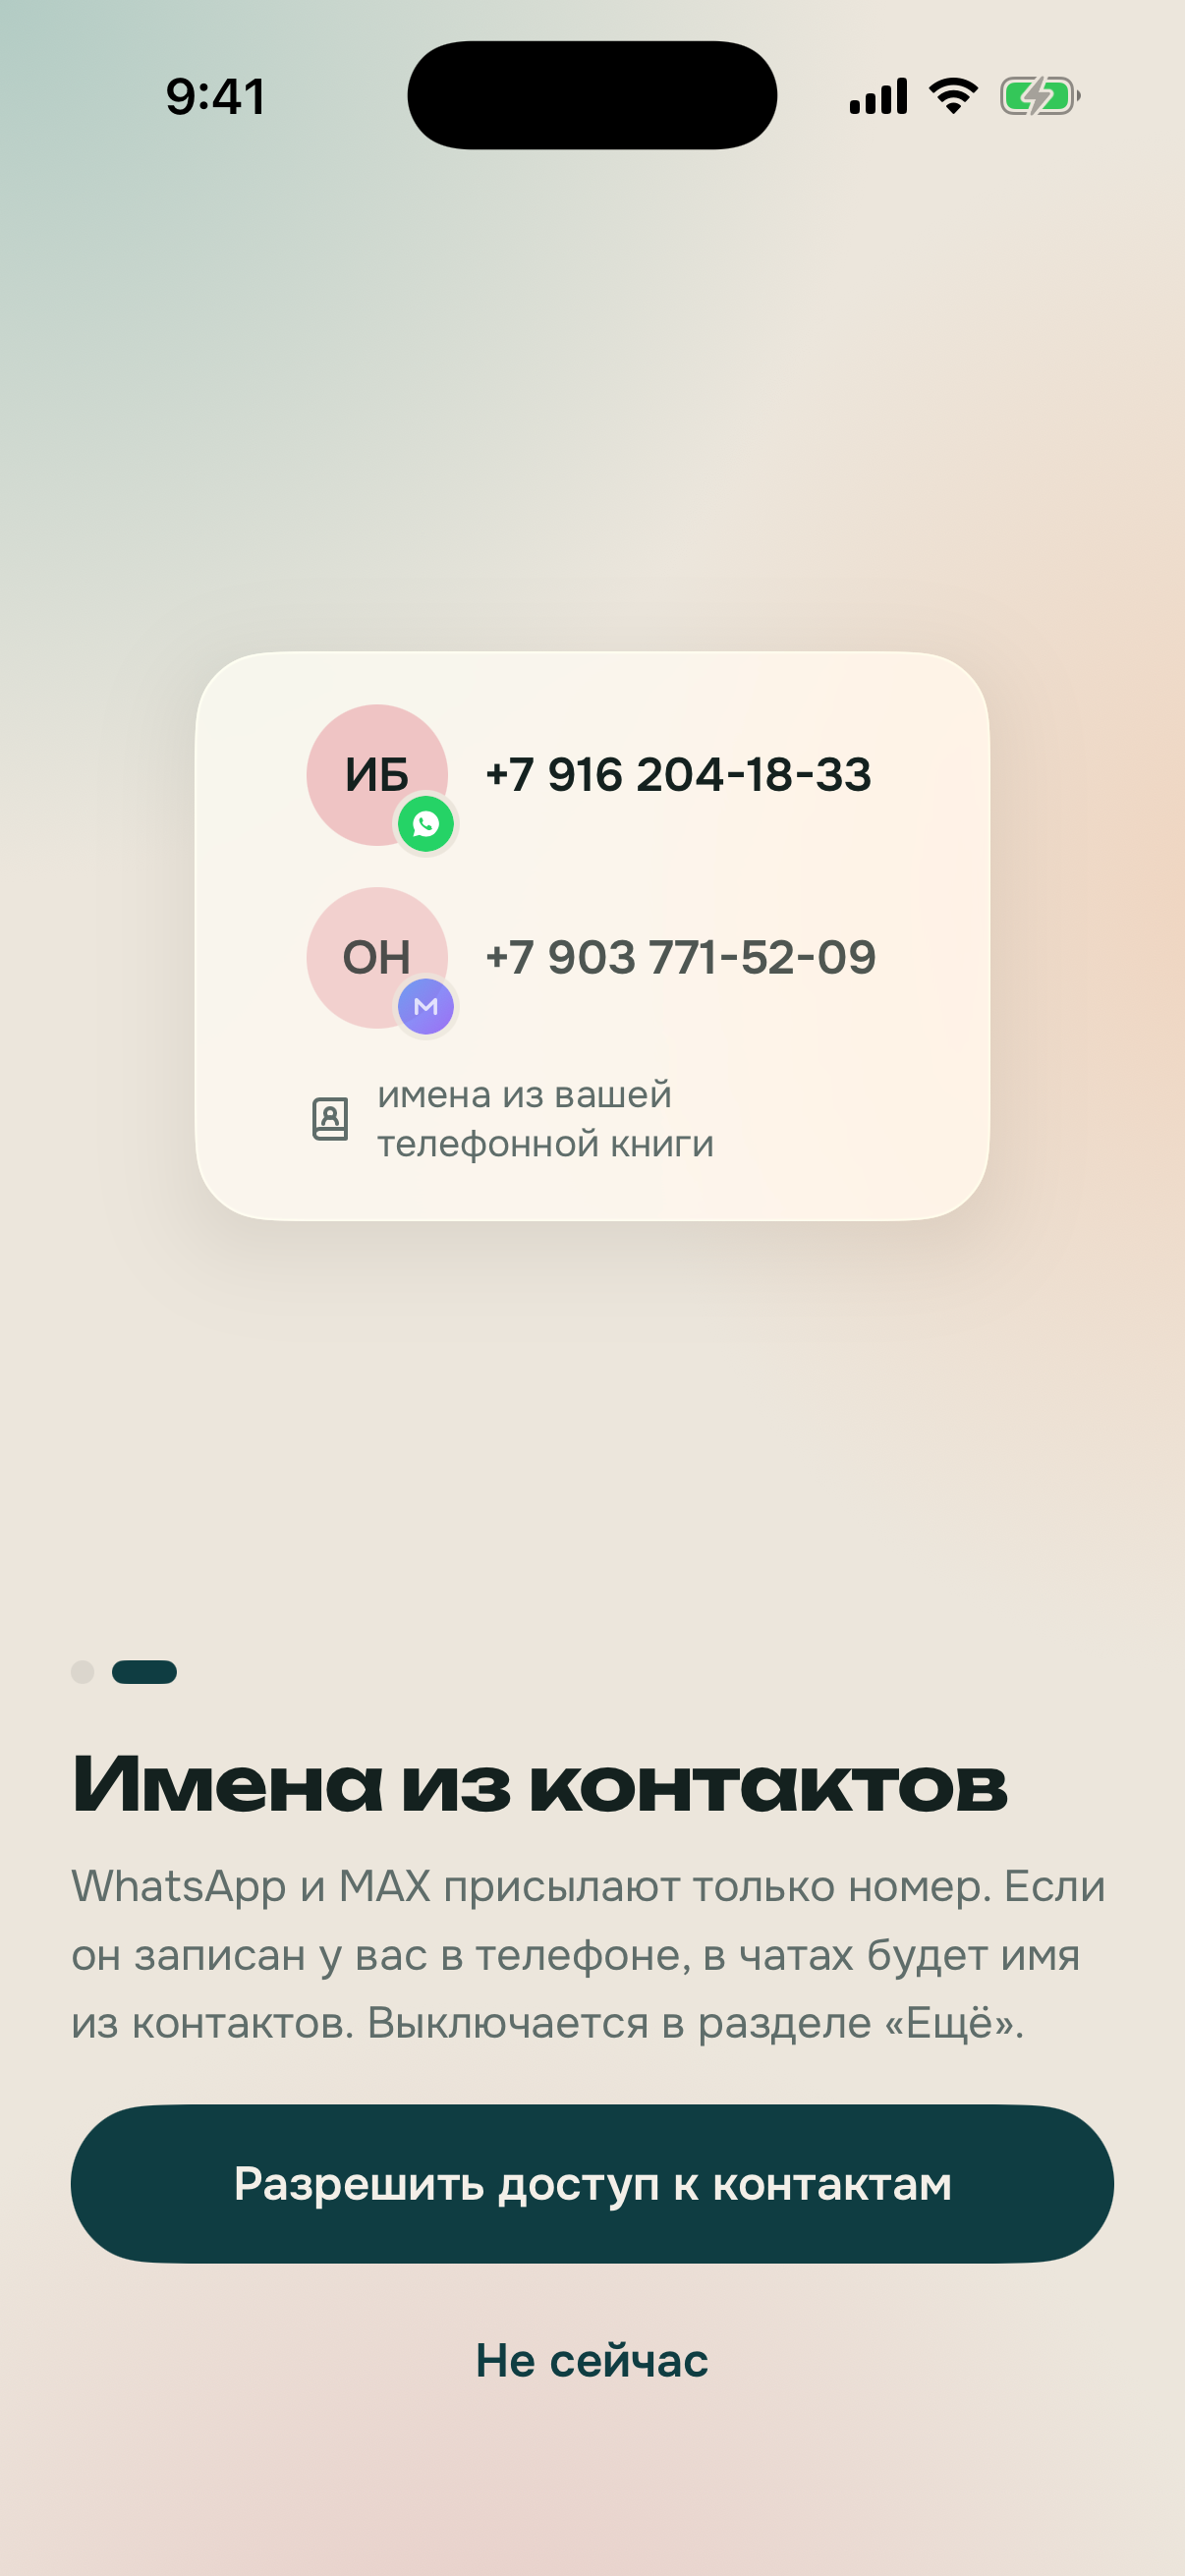 9:41
ИБ
+7 916 204-18-33
ОН
+7 903 771-52-09
имена из вашей
телефонной книги
Имена из контактов
WhatsApp и MAX присылают только номер. Если
он записан у вас в телефоне, в чатах будет имя
из контактов. Выключается в разделе «Ещё».
Разрешить доступ к контактам
Не сейчас